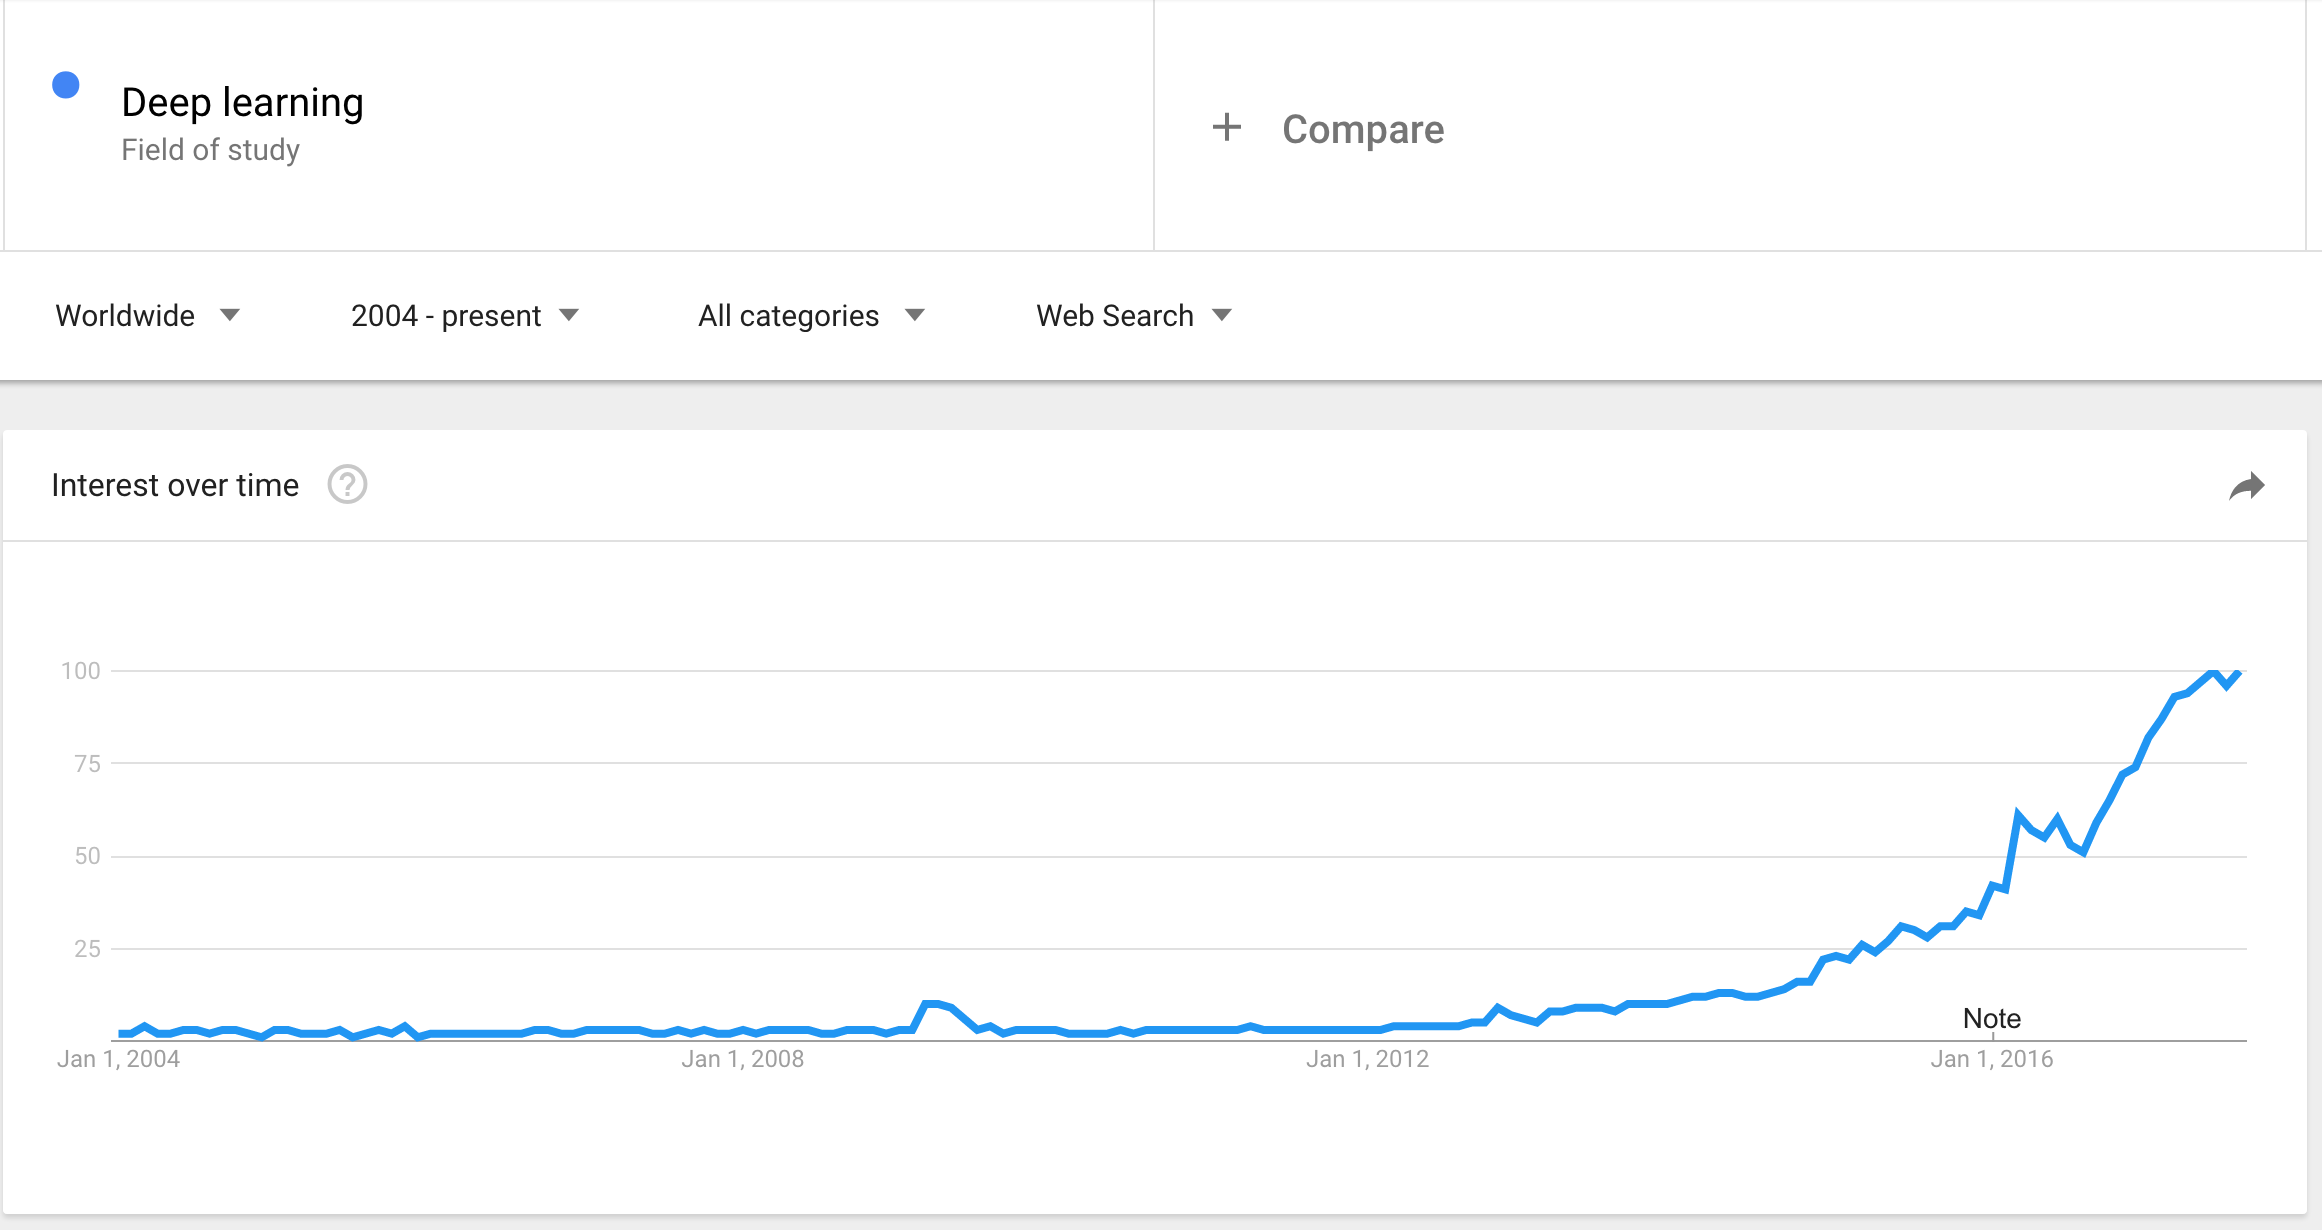 Deep learning
Field of study
+ Compare
Worldwide
2004 - present
All categories
Web Search
Interest over time ?
100
75
50
25
Note
Jan 1, 2004
Jan 1, 2008
Jan 1, 2012
Jan 1, 2016